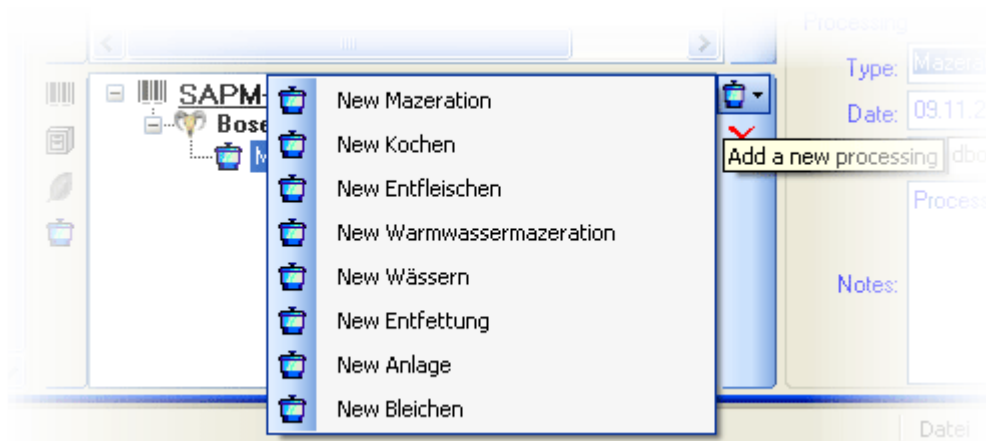 Processing
Type: Mazera
SAPM-
New Mazeration
Date: 09.11.2
Bose
New Kochen
Add a new processing
dbo
M
New Entfleischen
Process
New Warmwassermazeration
New Wässern
Notes:
New Entfettung
New Anlage
New Bleichen
Datei